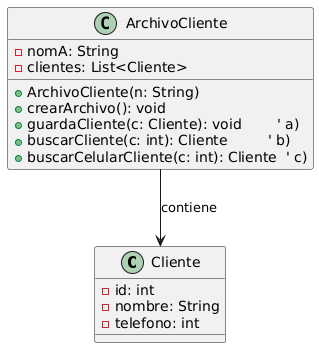 C ArchivoCliente
nomA: String
clientes: List<Cliente>
ArchivoCliente(n: String)
crearArchivo(): void
guardaCliente(c: Cliente): void ' a)
buscarCliente(c: int): Cliente ' b)
buscarCelularCliente(c: int): Cliente ' c)
contiene
C Cliente
id: int
nombre: String
telefono: int